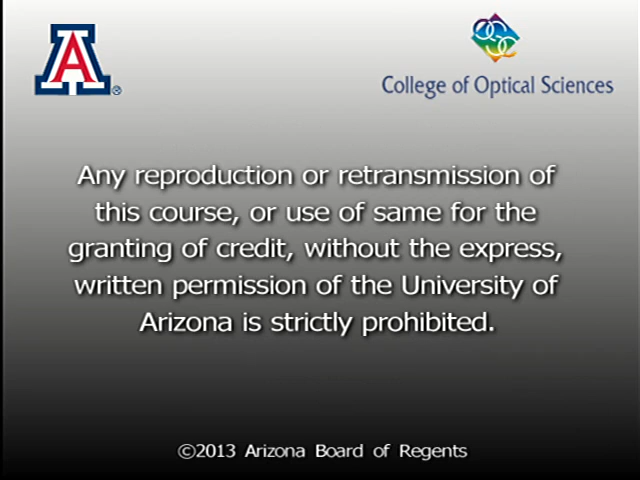 A®
College of Optical Sciences
Any reproduction or retransmission of
this course, or use of same for the
granting of credit, without the express,
written permission of the University of
Arizona is strictly prohibited.
©2013 Arizona Board of Regents